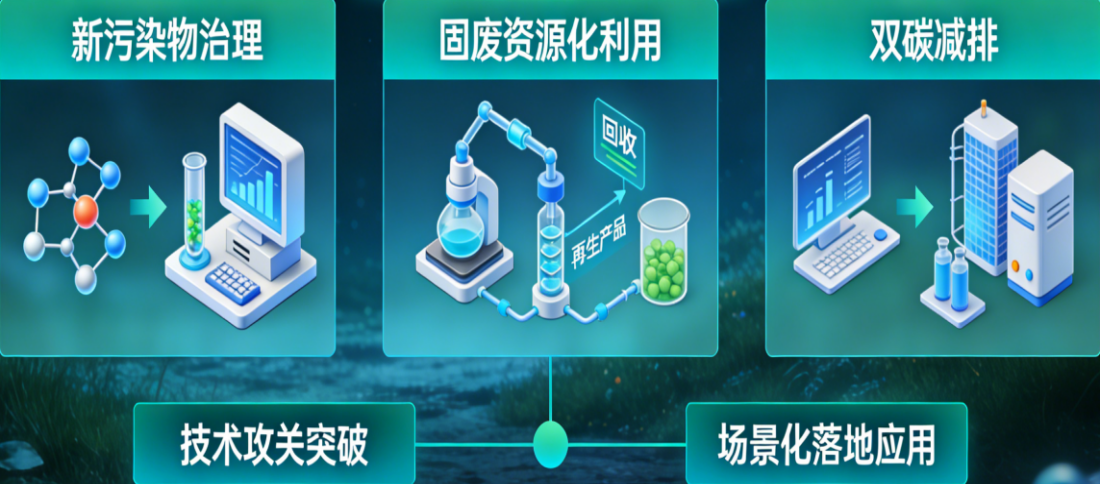 新污染物治理
固废资源化利用
双碳减排
回收
再生产品
技术攻关突破
场景化落地应用